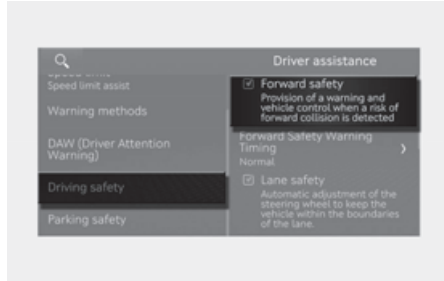 Driver assistance
Speed limit
Speed limit assist
Warning methods
DAW (Driver Attention
Warning)
Driving safety
Parking safety
Forward safety
Provision of a warning and
vehicle control when a risk of
forward collision is detected
Forward Safety Warning
Timing
Normal
Lane safety
Automatic adjustment of the
steering wheel to keep the
vehicle within the boundaries
of the lane.